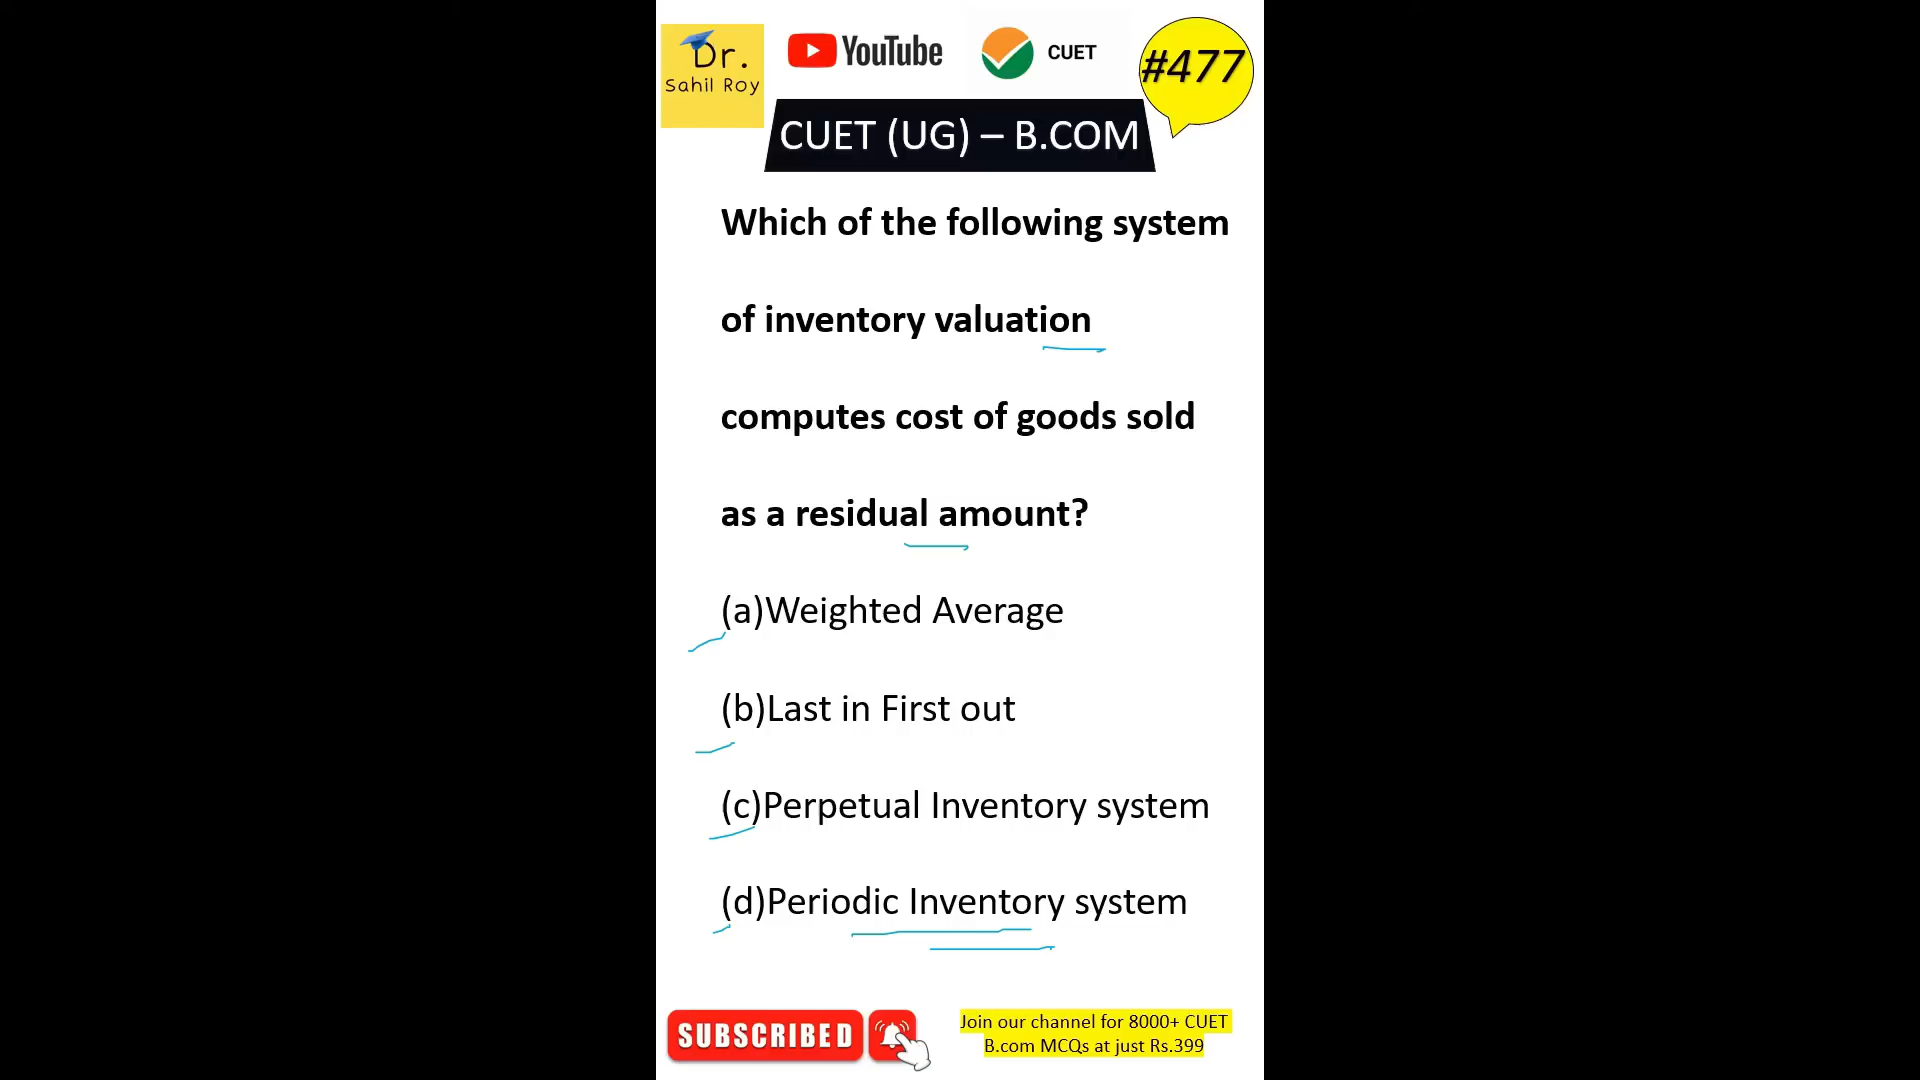 Dr.
Sahil Roy
YouTube
CUET
#477
CUET (UG) – B.COM
Which of the following system
of inventory valuation
computes cost of goods sold
as a residual amount?
(a)Weighted Average
(b)Last in First out
(c)Perpetual Inventory system
(d)Periodic Inventory system
SUBSCRIBED
Join our channel for 8000+ CUET
B.com MCQs at just Rs.399